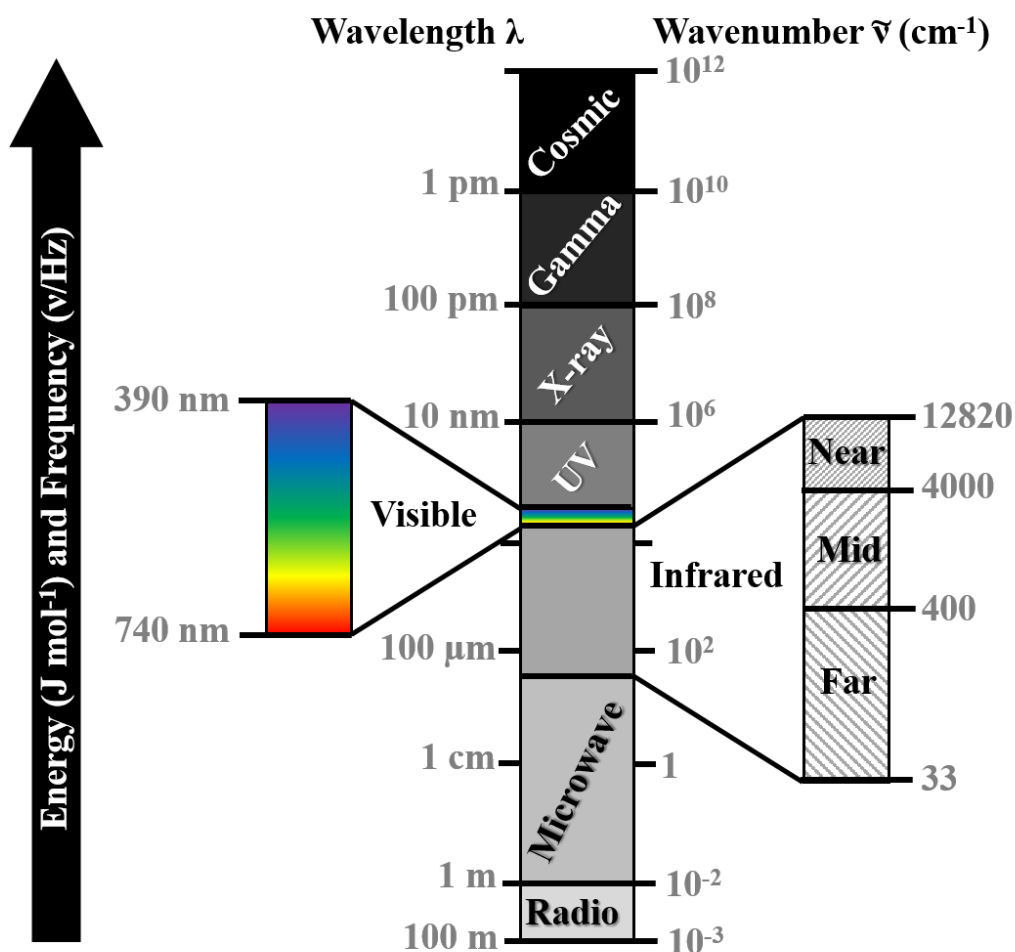 Wavelength λ
Wavenumber ṽ (cm⁻¹)
Energy (J mol⁻¹) and Frequency (ν/Hz)
10¹²
Cosmic
1 pm
10¹⁰
Gamma
100 pm
10⁸
X-ray
10 nm
10⁶
UV
390 nm
Visible
740 nm
Infrared
12820
Near
4000
Mid
400
Far
33
100 μm
10²
Microwave
1 cm
1
1 m
10⁻²
Radio
100 m
10⁻³